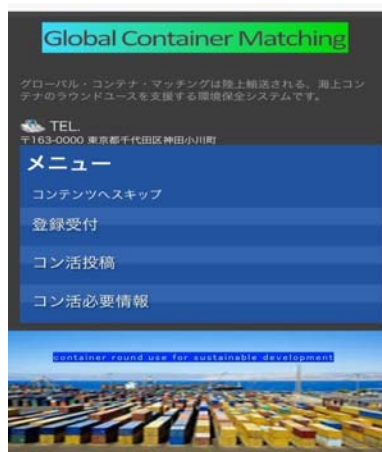 Global Container Matching
グローバル・コンテナ・マッチングは陸上輸送される、海上コン
テナのラウンドユースを支援する環境保全システムです。
TEL.
〒163-0000 東京都千代田区神田小川町
メニュー
コンテンツへスキップ
登録受付
コン活投稿
コン活必要情報
container round use for sustainable development